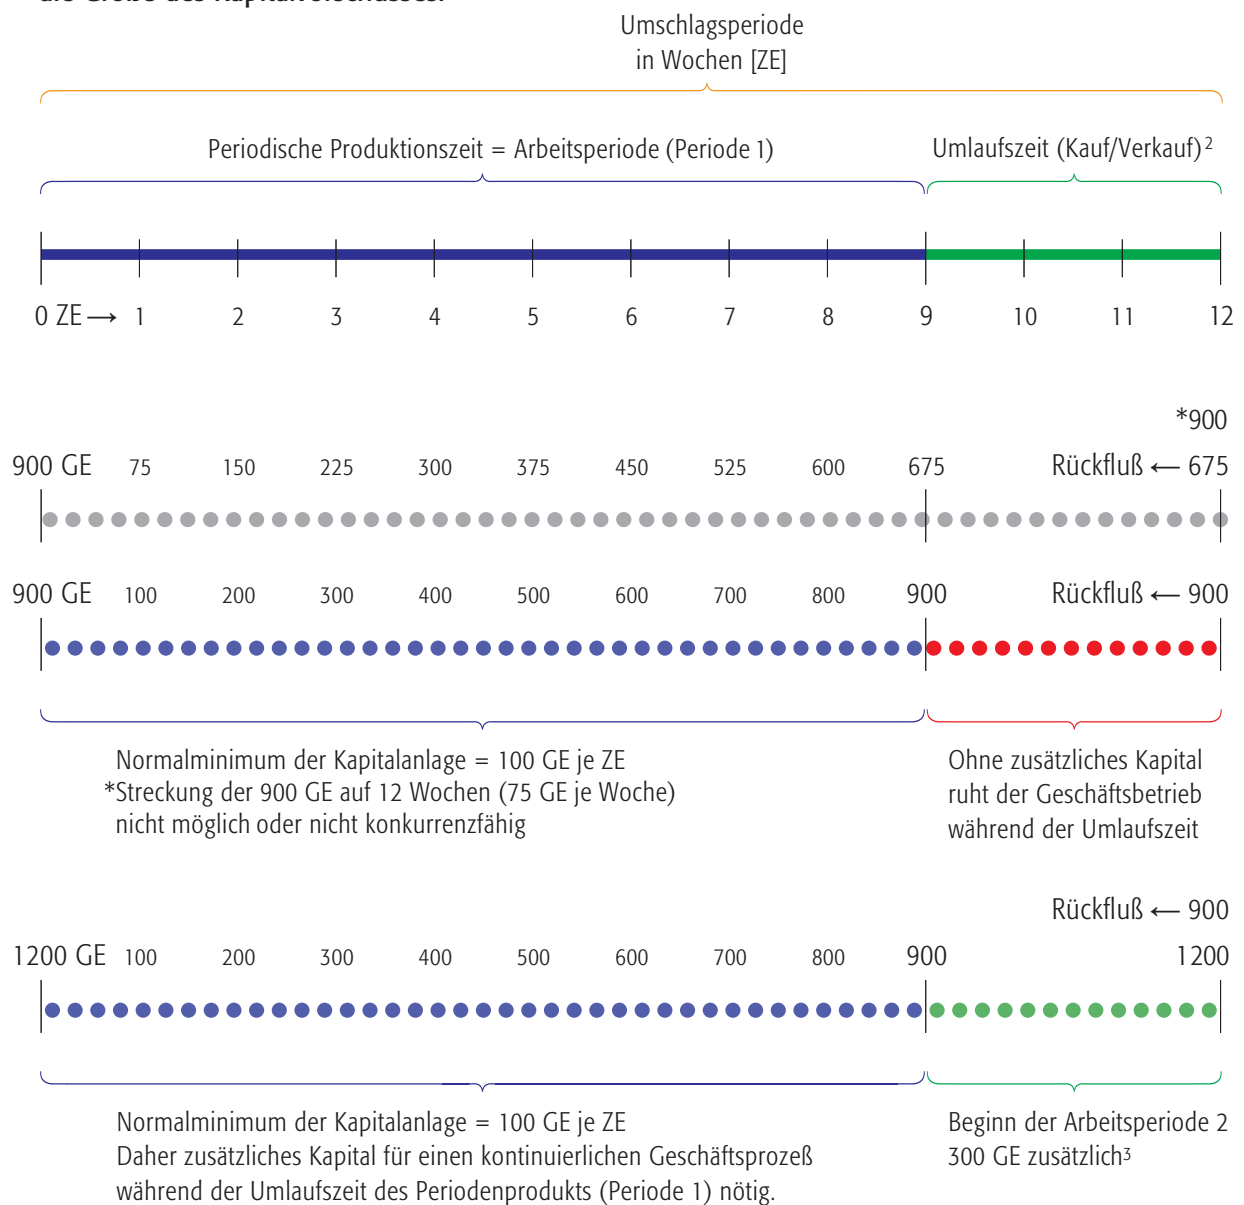 die Größe des Kapitalvorschusses.
Umschlagsperiode
in Wochen [ZE]
Periodische Produktionszeit = Arbeitsperiode (Periode 1)
Umlaufszeit (Kauf/Verkauf)²
0 ZE → 1 2 3 4 5 6 7 8 9 10 11 12
*900
900 GE 75 150 225 300 375 450 525 600 675 Rückfluß ← 675
900 GE 100 200 300 400 500 600 700 800 900 Rückfluß ← 900
Normalminimum der Kapitalanlage = 100 GE je ZE
*Streckung der 900 GE auf 12 Wochen (75 GE je Woche)
nicht möglich oder nicht konkurrenzfähig
Ohne zusätzliches Kapital
ruht der Geschäftsbetrieb
während der Umlaufszeit
Rückfluß ← 900
1200 GE 100 200 300 400 500 600 700 800 900 1200
Normalminimum der Kapitalanlage = 100 GE je ZE
Daher zusätzliches Kapital für einen kontinuierlichen Geschäftsprozeß
während der Umlaufszeit des Periodenprodukts (Periode 1) nötig.
Beginn der Arbeitsperiode 2
300 GE zusätzlich³